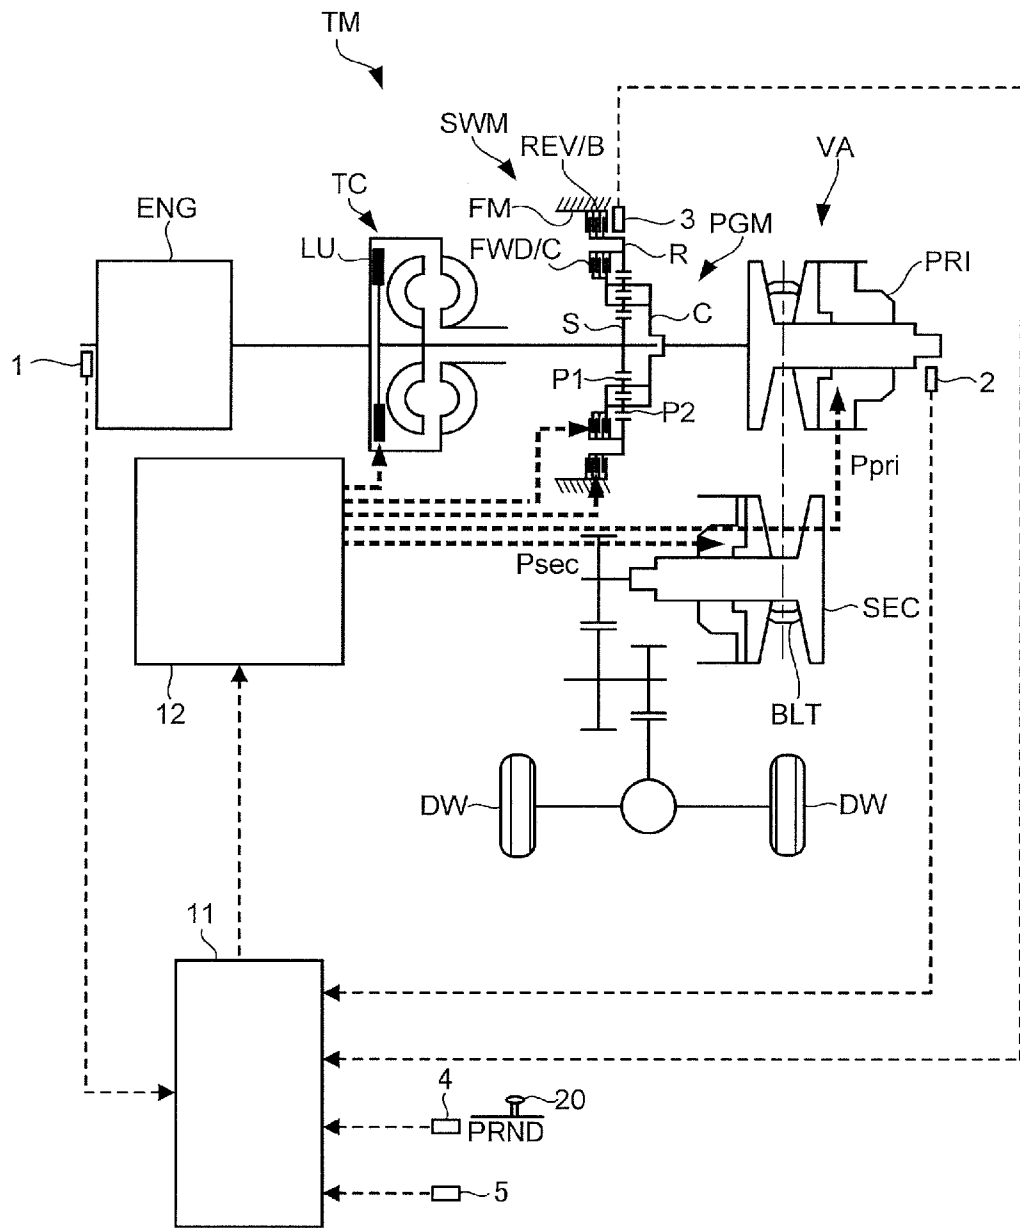 TM
SWM
REV/B
VA
ENG
TC
FM
3
PGM
LU
FWD/C
R
PRI
S
C
1
P1
2
P2
Ppri
Psec
SEC
12
BLT
DW
DW
11
4
20
PRND
5